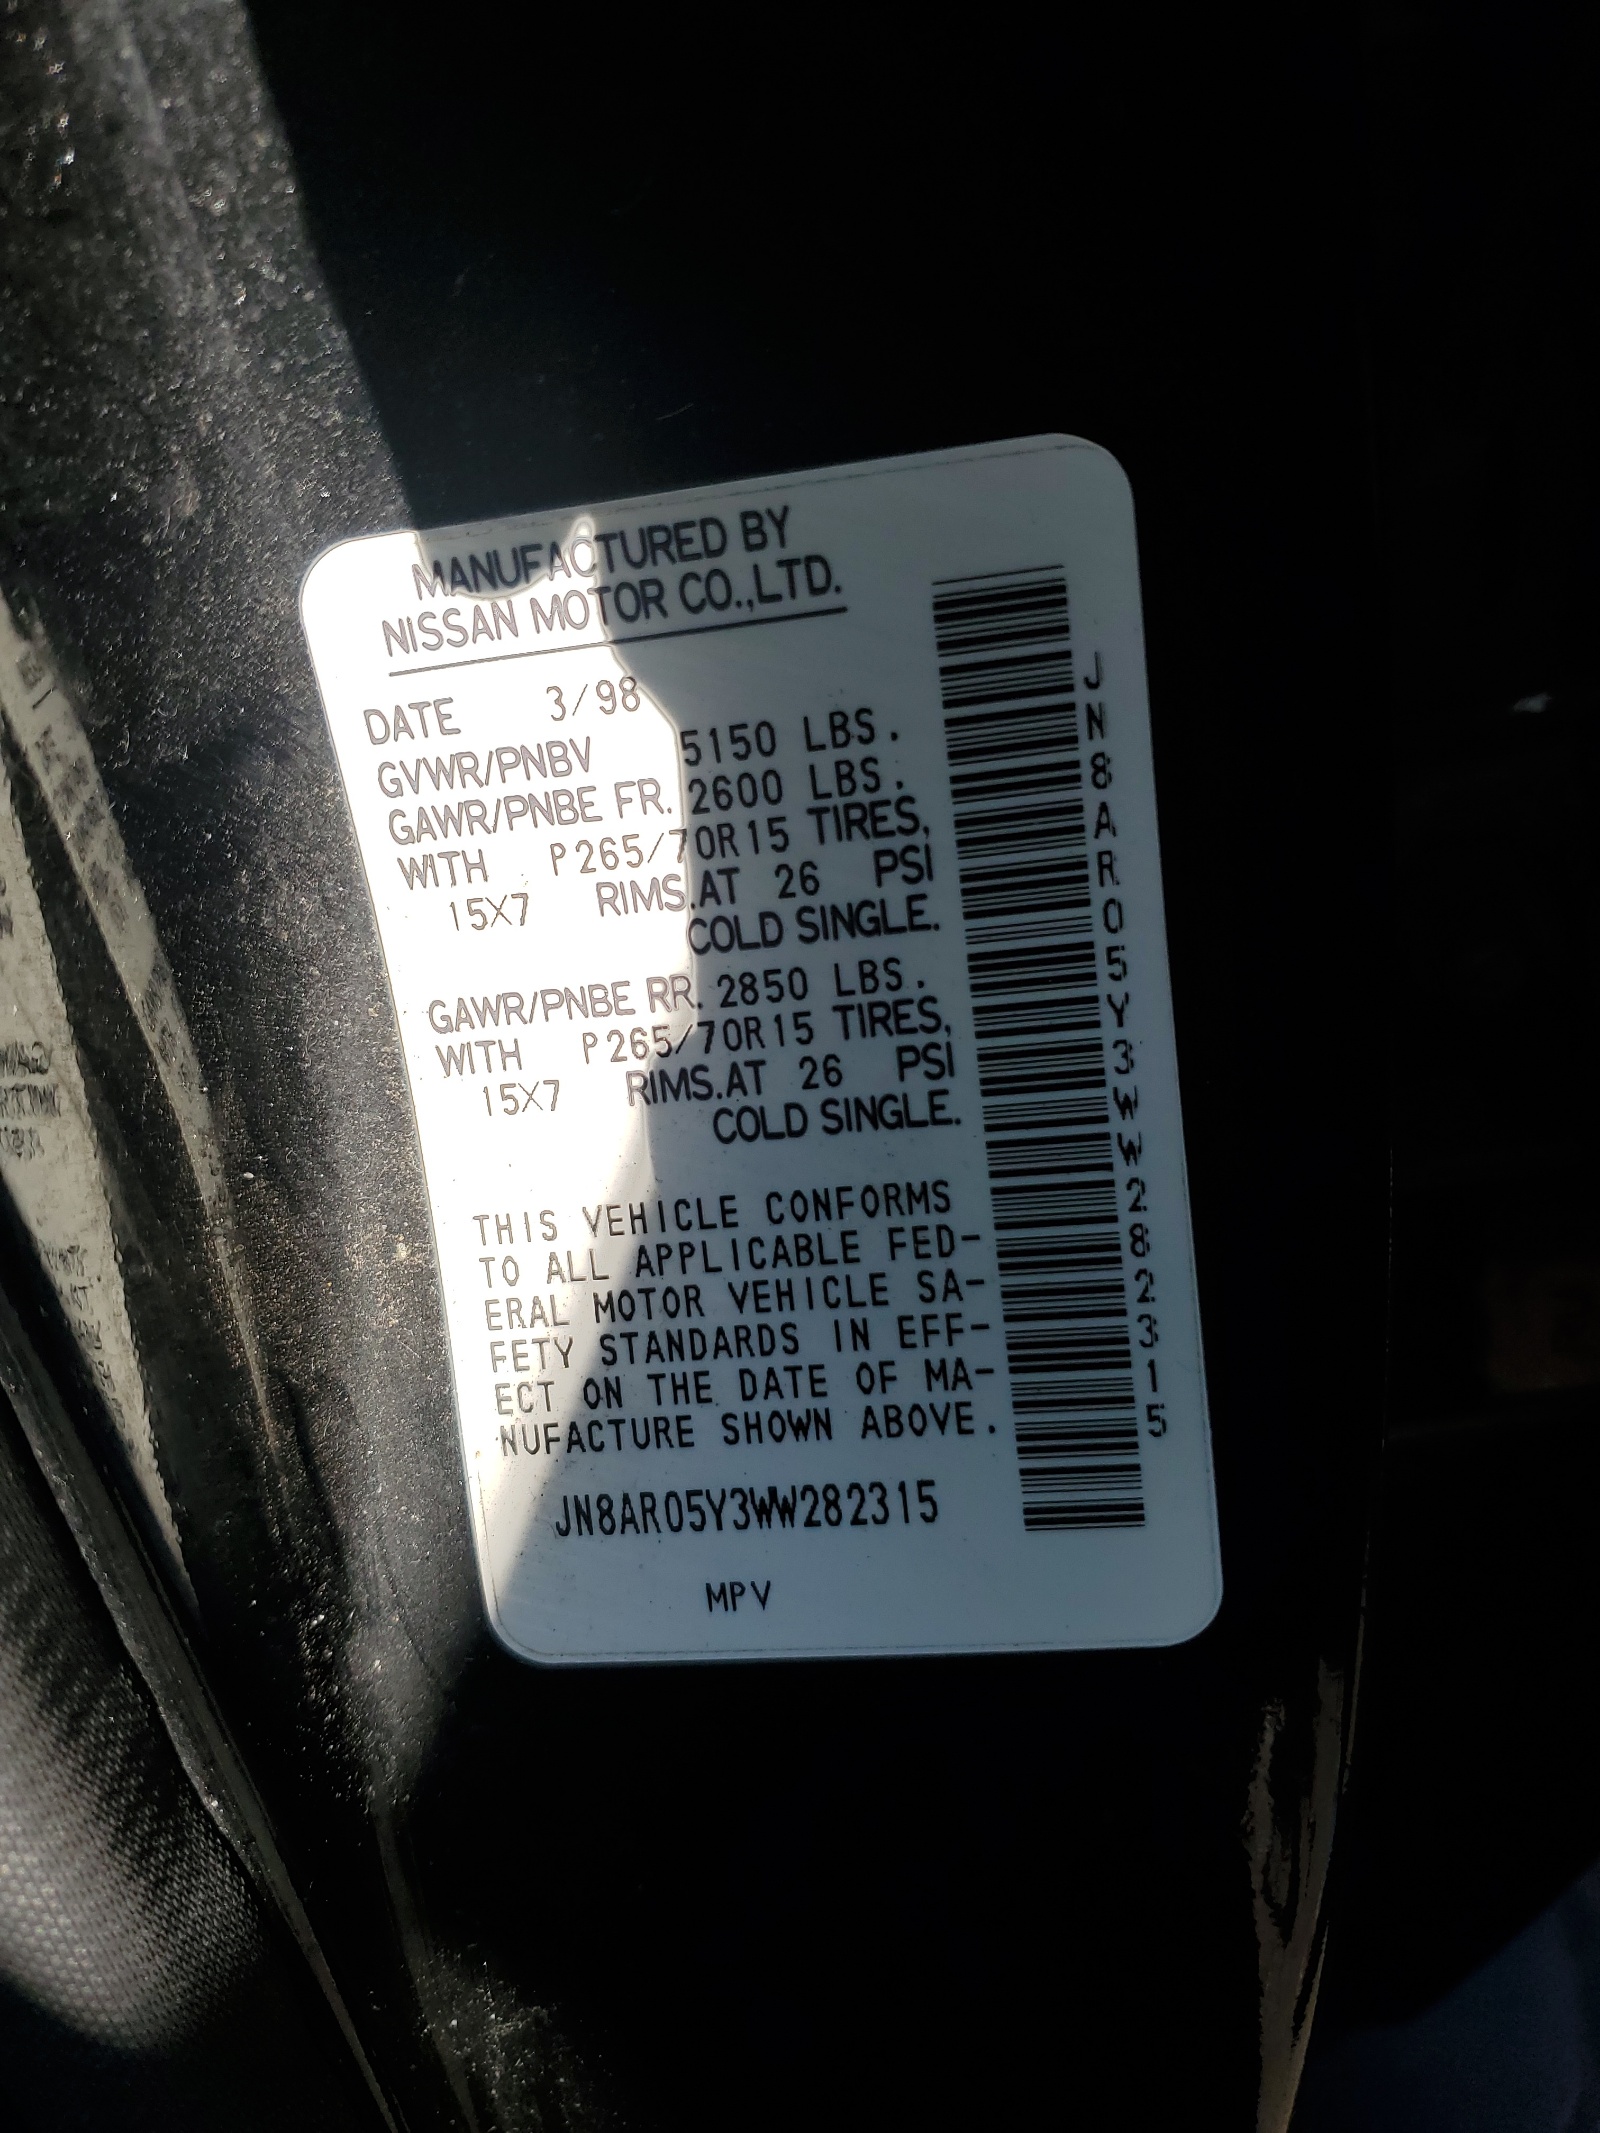 MANUFACTURED BY
NISSAN MOTOR CO.,LTD.
DATE 3/98
GVWR/PNBV 5150 LBS.
GAWR/PNBE FR. 2600 LBS.
WITH P265/70R15 TIRES,
15X7 RIMS.AT 26 PSI
COLD SINGLE.
GAWR/PNBE RR. 2850 LBS.
WITH P265/70R15 TIRES,
15X7 RIMS.AT 26 PSI
COLD SINGLE.
THIS VEHICLE CONFORMS
TO ALL APPLICABLE FED-
ERAL MOTOR VEHICLE SA-
FETY STANDARDS IN EFF-
ECT ON THE DATE OF MA-
NUFACTURE SHOWN ABOVE.
JN8AR05Y3WW282315
MPV
JN8AR05Y3WW282315